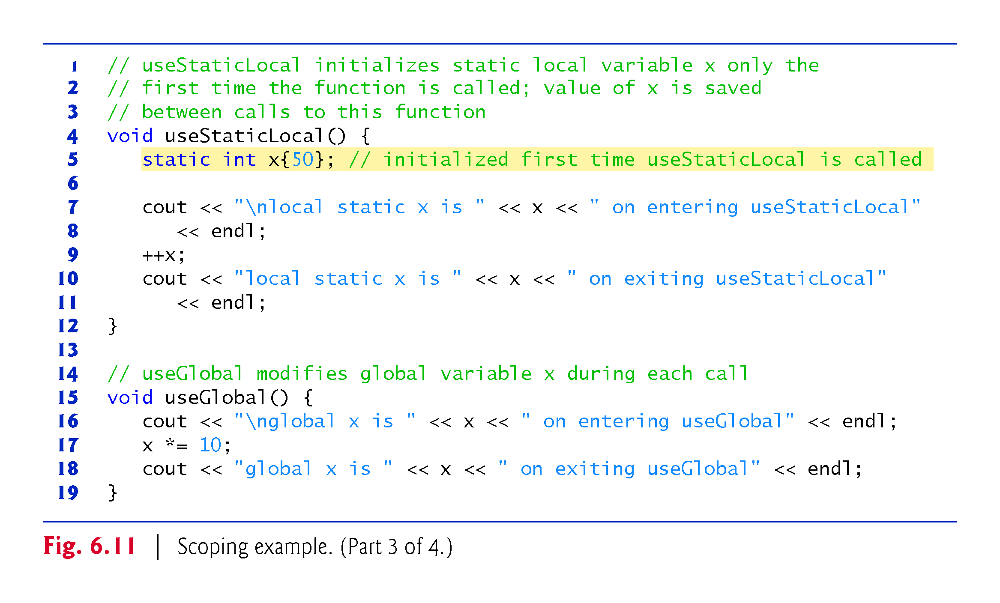 1 // useStaticLocal initializes static local variable x only the
2 // first time the function is called; value of x is saved
3 // between calls to this function
4 void useStaticLocal() {
5    static int x{50}; // initialized first time useStaticLocal is called
6
7    cout << "\nlocal static x is " << x << " on entering useStaticLocal"
8       << endl;
9    ++x;
10    cout << "local static x is " << x << " on exiting useStaticLocal"
11       << endl;
12 }
13
14 // useGlobal modifies global variable x during each call
15 void useGlobal() {
16    cout << "\nglobal x is " << x << " on entering useGlobal" << endl;
17    x *= 10;
18    cout << "global x is " << x << " on exiting useGlobal" << endl;
19 }
Fig. 6.11 | Scoping example. (Part 3 of 4.)